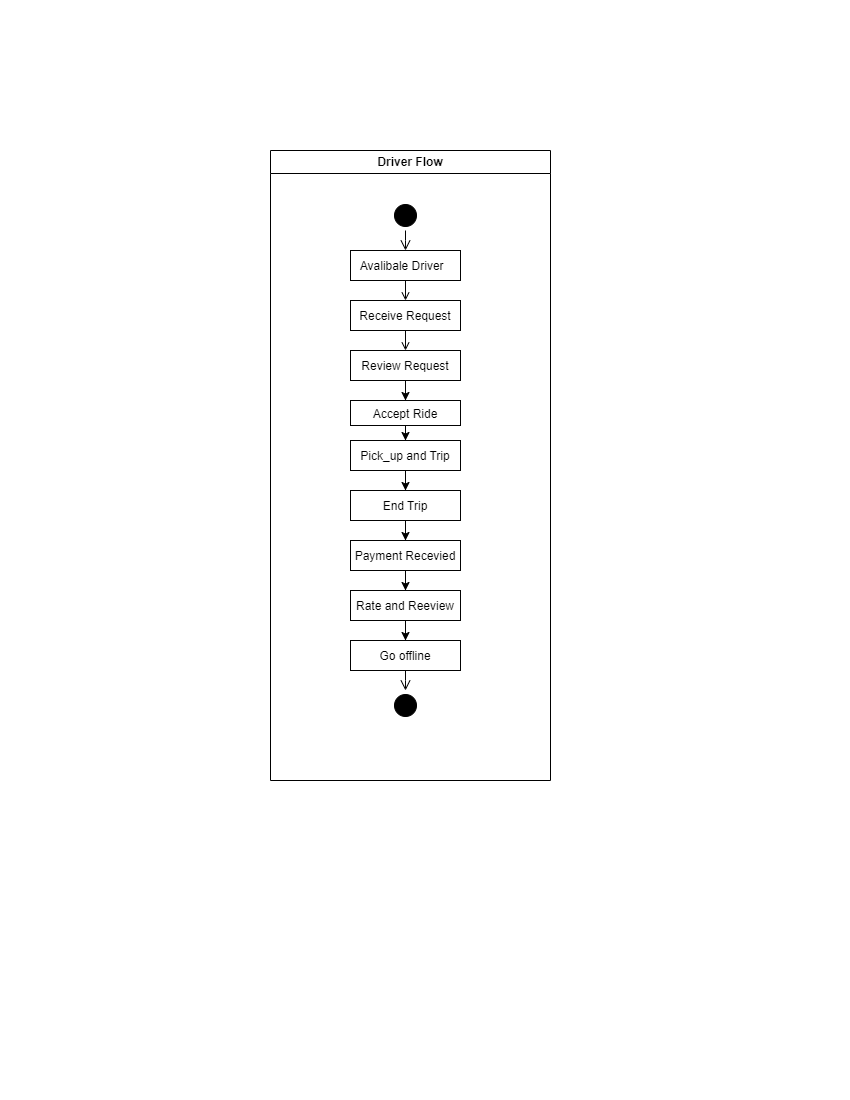 Driver Flow
Avalibale Driver
Receive Request
Review Request
Accept Ride
Pick_up and Trip
End Trip
Payment Recevied
Rate and Reeview
Go offline